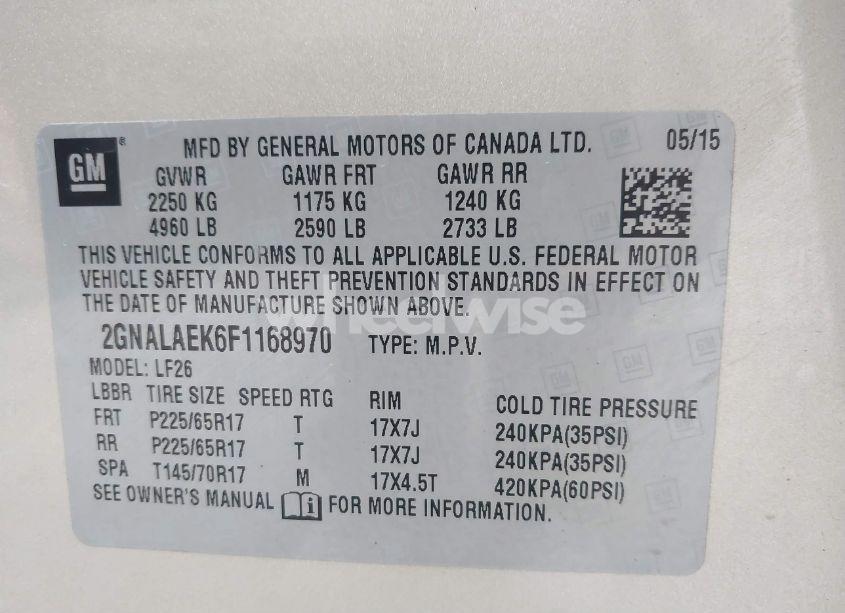 GM ® MFD BY GENERAL MOTORS OF CANADA LTD. 05/15
GVWR GAWR FRT GAWR RR
2250 KG 1175 KG 1240 KG
4960 LB 2590 LB 2733 LB
THIS VEHICLE CONFORMS TO ALL APPLICABLE U.S. FEDERAL MOTOR
VEHICLE SAFETY AND THEFT PREVENTION STANDARDS IN EFFECT ON
THE DATE OF MANUFACTURE SHOWN ABOVE.
wheelwise
2GNALAEK6F1168970 TYPE: M.P.V.
MODEL: LF26
LBBR TIRE SIZE SPEED RTG RIM COLD TIRE PRESSURE
FRT P225/65R17 T 17X7J 240KPA(35PSI)
RR P225/65R17 T 17X7J 240KPA(35PSI)
SPA T145/70R17 M 17X4.5T 420KPA(60PSI)
SEE OWNER'S MANUAL i FOR MORE INFORMATION.